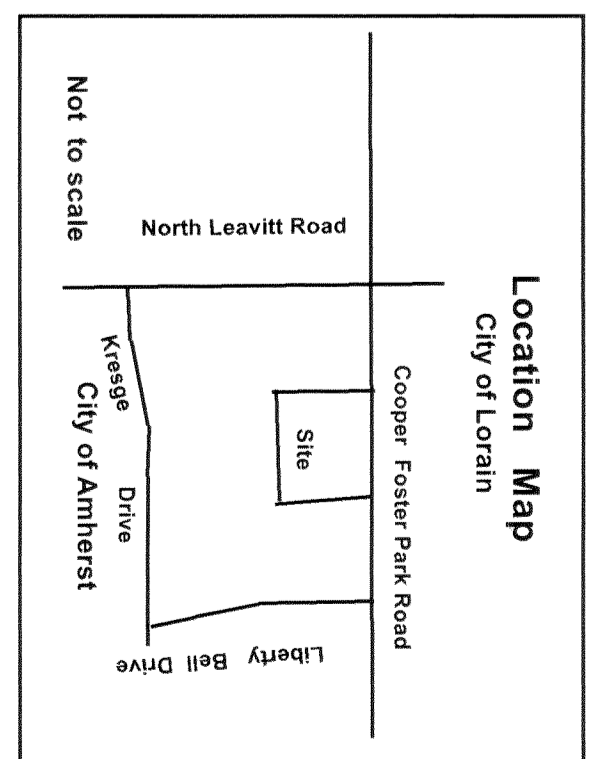 Location Map
City of Lorain
Cooper Foster Park Road
North Leavitt Road
Site
Liberty Bell Drive
Kresge Drive
City of Amherst
Not to scale